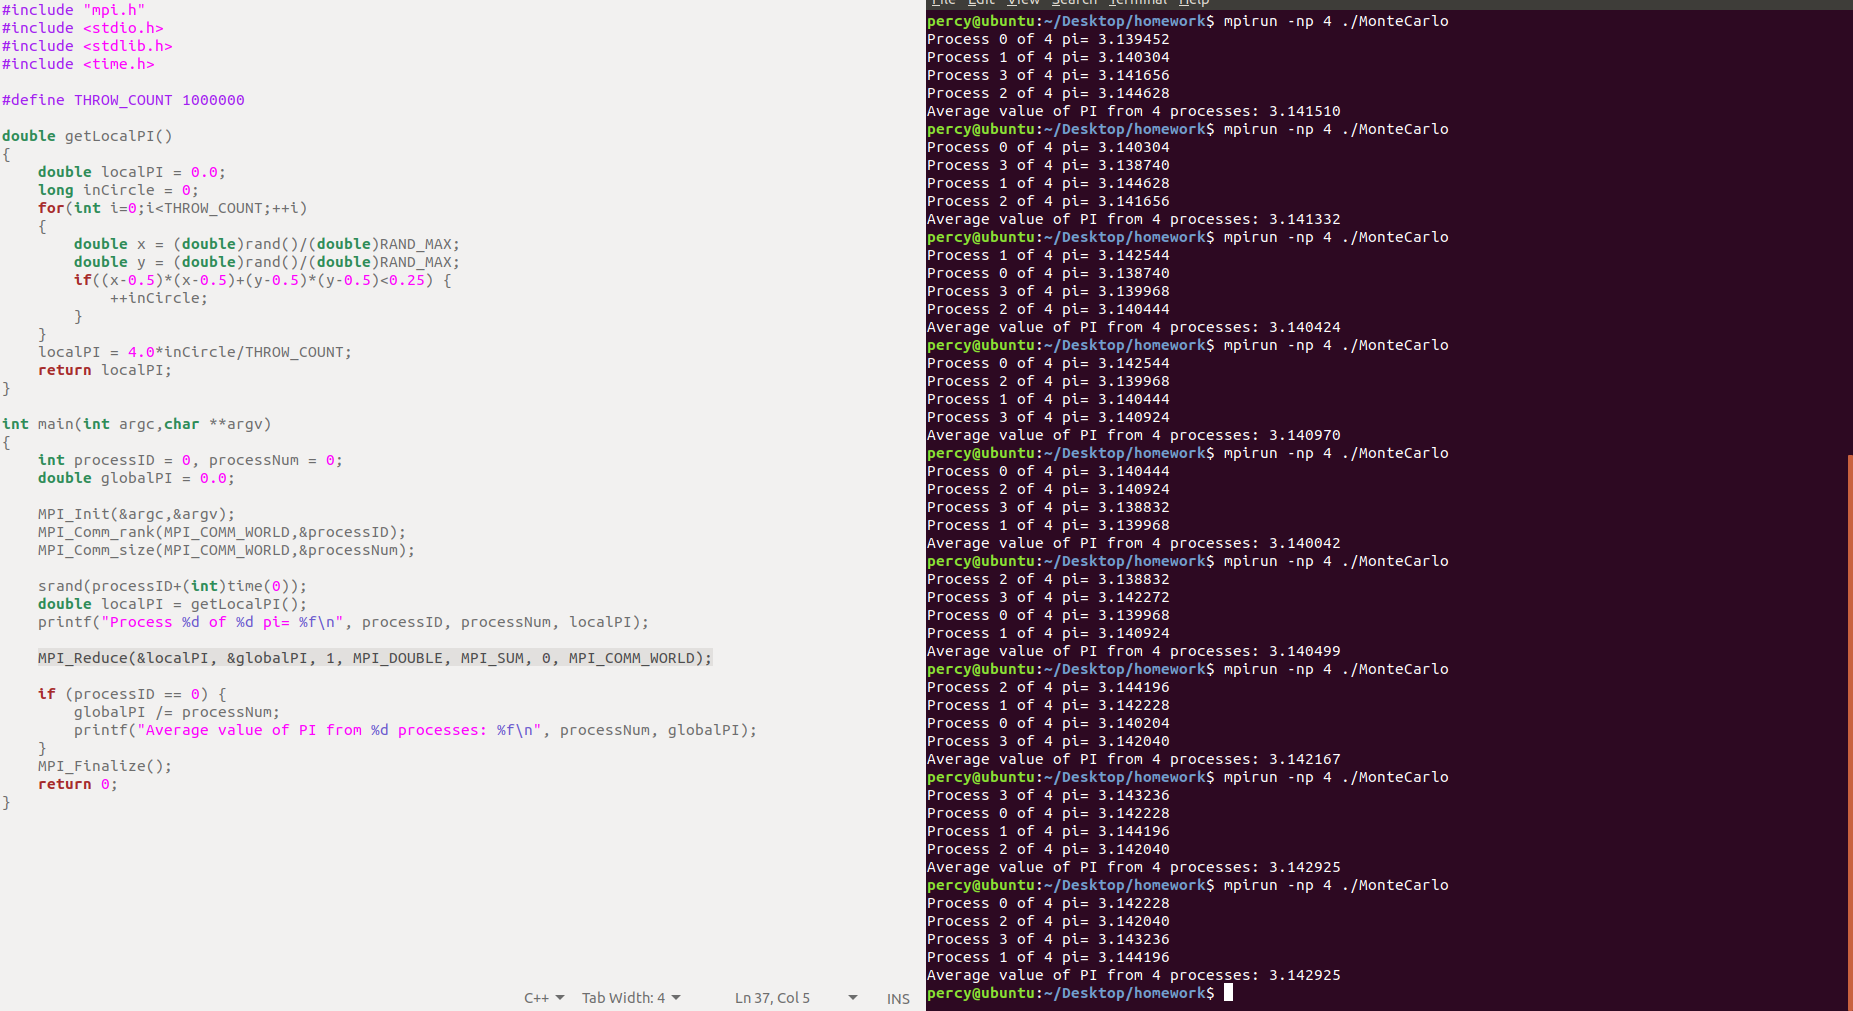 #include "mpi.h"
#include <stdio.h>
#include <stdlib.h>
#include <time.h>

#define THROW_COUNT 1000000

double getLocalPI()
{
    double localPI = 0.0;
    long inCircle = 0;
    for(int i=0;i<THROW_COUNT;++i)
    {
        double x = (double)rand()/(double)RAND_MAX;
        double y = (double)rand()/(double)RAND_MAX;
        if((x-0.5)*(x-0.5)+(y-0.5)*(y-0.5)<0.25) {
            ++inCircle;
        }
    }
    localPI = 4.0*inCircle/THROW_COUNT;
    return localPI;
}

int main(int argc,char **argv)
{
    int processID = 0, processNum = 0;
    double globalPI = 0.0;

    MPI_Init(&argc,&argv);
    MPI_Comm_rank(MPI_COMM_WORLD,&processID);
    MPI_Comm_size(MPI_COMM_WORLD,&processNum);

    srand(processID+(int)time(0));
    double localPI = getLocalPI();
    printf("Process %d of %d pi= %f\n", processID, processNum, localPI);

    MPI_Reduce(&localPI, &globalPI, 1, MPI_DOUBLE, MPI_SUM, 0, MPI_COMM_WORLD);

    if (processID == 0) {
        globalPI /= processNum;
        printf("Average value of PI from %d processes: %f\n", processNum, globalPI);
    }
    MPI_Finalize();
    return 0;
}
C++ Tab Width: 4 Ln 37, Col 5 INS
File Edit View Search Terminal Help
percy@ubuntu:~/Desktop/homework$ mpirun -np 4 ./MonteCarlo
Process 0 of 4 pi= 3.139452
Process 1 of 4 pi= 3.140304
Process 3 of 4 pi= 3.141656
Process 2 of 4 pi= 3.144628
Average value of PI from 4 processes: 3.141510
percy@ubuntu:~/Desktop/homework$ mpirun -np 4 ./MonteCarlo
Process 0 of 4 pi= 3.140304
Process 3 of 4 pi= 3.138740
Process 1 of 4 pi= 3.144628
Process 2 of 4 pi= 3.141656
Average value of PI from 4 processes: 3.141332
percy@ubuntu:~/Desktop/homework$ mpirun -np 4 ./MonteCarlo
Process 1 of 4 pi= 3.142544
Process 0 of 4 pi= 3.138740
Process 3 of 4 pi= 3.139968
Process 2 of 4 pi= 3.140444
Average value of PI from 4 processes: 3.140424
percy@ubuntu:~/Desktop/homework$ mpirun -np 4 ./MonteCarlo
Process 0 of 4 pi= 3.142544
Process 2 of 4 pi= 3.139968
Process 1 of 4 pi= 3.140444
Process 3 of 4 pi= 3.140924
Average value of PI from 4 processes: 3.140970
percy@ubuntu:~/Desktop/homework$ mpirun -np 4 ./MonteCarlo
Process 0 of 4 pi= 3.140444
Process 2 of 4 pi= 3.140924
Process 3 of 4 pi= 3.138832
Process 1 of 4 pi= 3.139968
Average value of PI from 4 processes: 3.140042
percy@ubuntu:~/Desktop/homework$ mpirun -np 4 ./MonteCarlo
Process 2 of 4 pi= 3.138832
Process 3 of 4 pi= 3.142272
Process 0 of 4 pi= 3.139968
Process 1 of 4 pi= 3.140924
Average value of PI from 4 processes: 3.140499
percy@ubuntu:~/Desktop/homework$ mpirun -np 4 ./MonteCarlo
Process 2 of 4 pi= 3.144196
Process 1 of 4 pi= 3.142228
Process 0 of 4 pi= 3.140204
Process 3 of 4 pi= 3.142040
Average value of PI from 4 processes: 3.142167
percy@ubuntu:~/Desktop/homework$ mpirun -np 4 ./MonteCarlo
Process 3 of 4 pi= 3.143236
Process 0 of 4 pi= 3.142228
Process 1 of 4 pi= 3.144196
Process 2 of 4 pi= 3.142040
Average value of PI from 4 processes: 3.142925
percy@ubuntu:~/Desktop/homework$ mpirun -np 4 ./MonteCarlo
Process 0 of 4 pi= 3.142228
Process 2 of 4 pi= 3.142040
Process 3 of 4 pi= 3.143236
Process 1 of 4 pi= 3.144196
Average value of PI from 4 processes: 3.142925
percy@ubuntu:~/Desktop/homework$